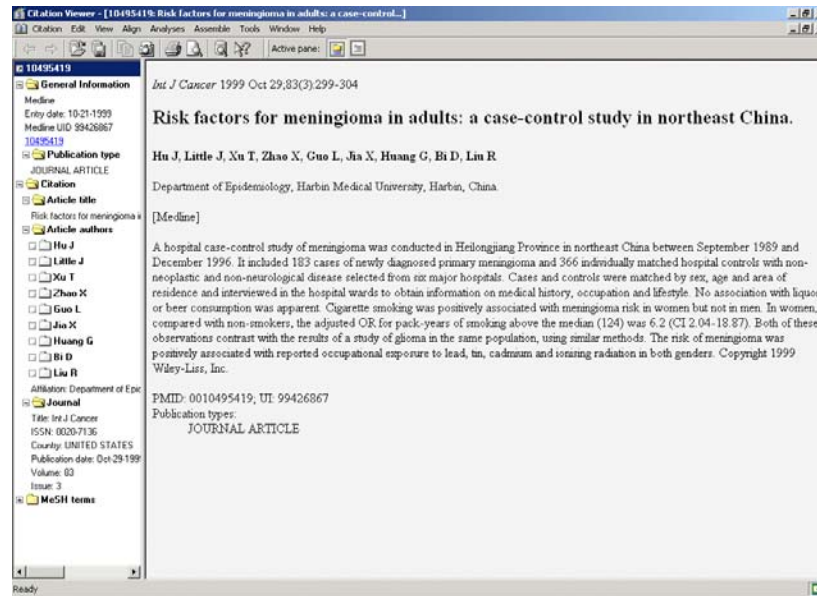 Citation Viewer - [10495419: Risk factors for meningioma in adults: a case-control...]
Citation Edit View Align Analyses Assemble Tools Window Help
Active pane:
10495419
General Information
Medline
Entry date: 10-21-1999
Medline UID 99426867
10495419
Publication type
JOURNAL ARTICLE
Citation
Article title
Risk factors for meningioma i
Article authors
Hu J
Little J
Xu T
Zhao X
Guo L
Jia X
Huang G
Bi D
Liu R
Affiliation: Department of Epic
Journal
Title: Int J Cancer
ISSN: 0020-7136
Country: UNITED STATES
Publication date: Oct-29-199
Volume: 83
Issue: 3
MeSH terms
Int J Cancer 1999 Oct 29;83(3):299-304
Risk factors for meningioma in adults: a case-control study in northeast China.
Hu J, Little J, Xu T, Zhao X, Guo L, Jia X, Huang G, Bi D, Liu R
Department of Epidemiology, Harbin Medical University, Harbin, China.
[Medline]
A hospital case-control study of meningioma was conducted in Heilongjiang Province in northeast China between September 1989 and
December 1996. It included 183 cases of newly diagnosed primary meningioma and 366 individually matched hospital controls with non-
neoplastic and non-neurological disease selected from six major hospitals. Cases and controls were matched by sex, age and area of
residence and interviewed in the hospital wards to obtain information on medical history, occupation and lifestyle. No association with liquo
or beer consumption was apparent. Cigarette smoking was positively associated with meningioma risk in women but not in men. In women,
compared with non-smokers, the adjusted OR for pack-years of smoking above the median (124) was 6.2 (CI 2.04-18.87). Both of these
observations contrast with the results of a study of glioma in the same population, using similar methods. The risk of meningioma was
positively associated with reported occupational exposure to lead, tin, cadmium and ionizing radiation in both genders. Copyright 1999
Wiley-Liss, Inc.
PMID: 0010495419; UI: 99426867
Publication types:
JOURNAL ARTICLE
Ready